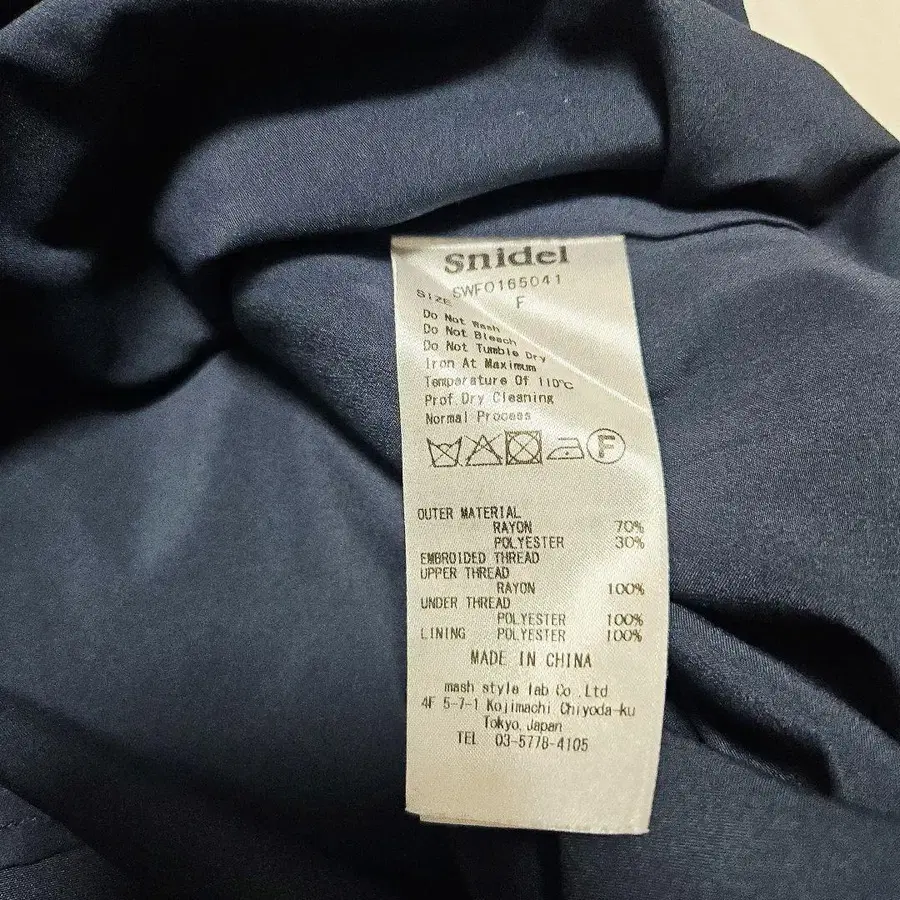 Snidel
SWFO165041
SIZE F
Do Not Wash
Do Not Bleach
Do Not Tumble Dry
Iron At Maximum
Temperature Of 110℃
Prof.Dry Cleaning
Normal Process
F
OUTER MATERIAL
RAYON 70%
POLYESTER 30%
EMBROIDED THREAD
UPPER THREAD
RAYON 100%
UNDER THREAD
POLYESTER 100%
LINING POLYESTER 100%
MADE IN CHINA
mash style lab Co.,Ltd
4F 5-7-1 Kojimachi Chiyoda-ku
Tokyo,Japan
TEL 03-5778-4105